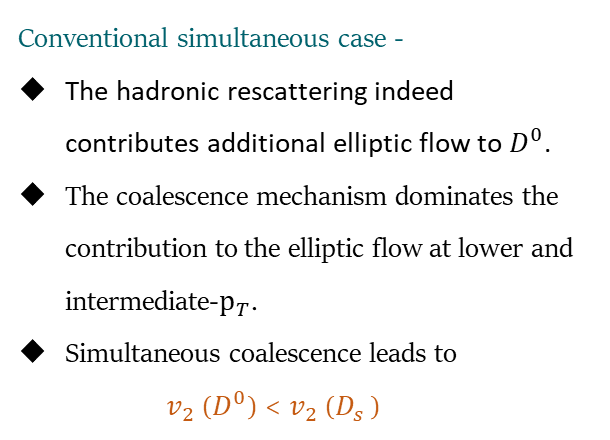 Conventional simultaneous case -
◆ The hadronic rescattering indeed
contributes additional elliptic flow to D⁰.
◆ The coalescence mechanism dominates the
contribution to the elliptic flow at lower and
intermediate-p_T.
◆ Simultaneous coalescence leads to
v₂ (D⁰) < v₂ (D_s )